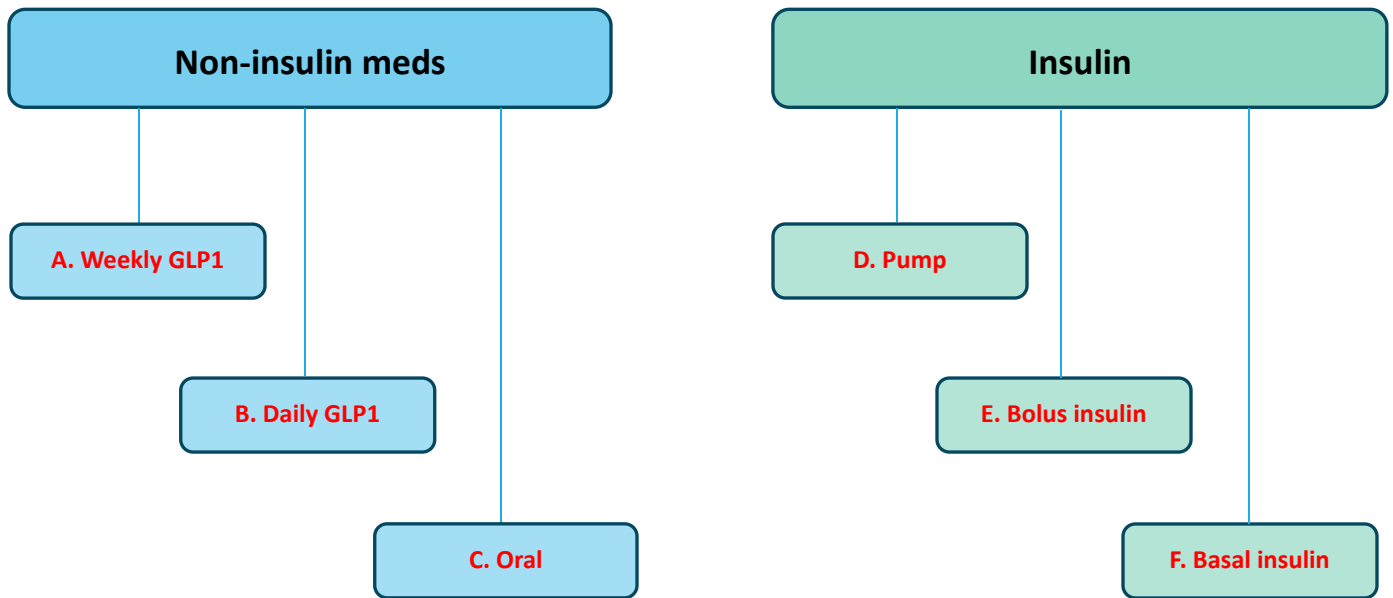 Non-insulin meds
Insulin
A. Weekly GLP1
D. Pump
B. Daily GLP1
E. Bolus insulin
C. Oral
F. Basal insulin